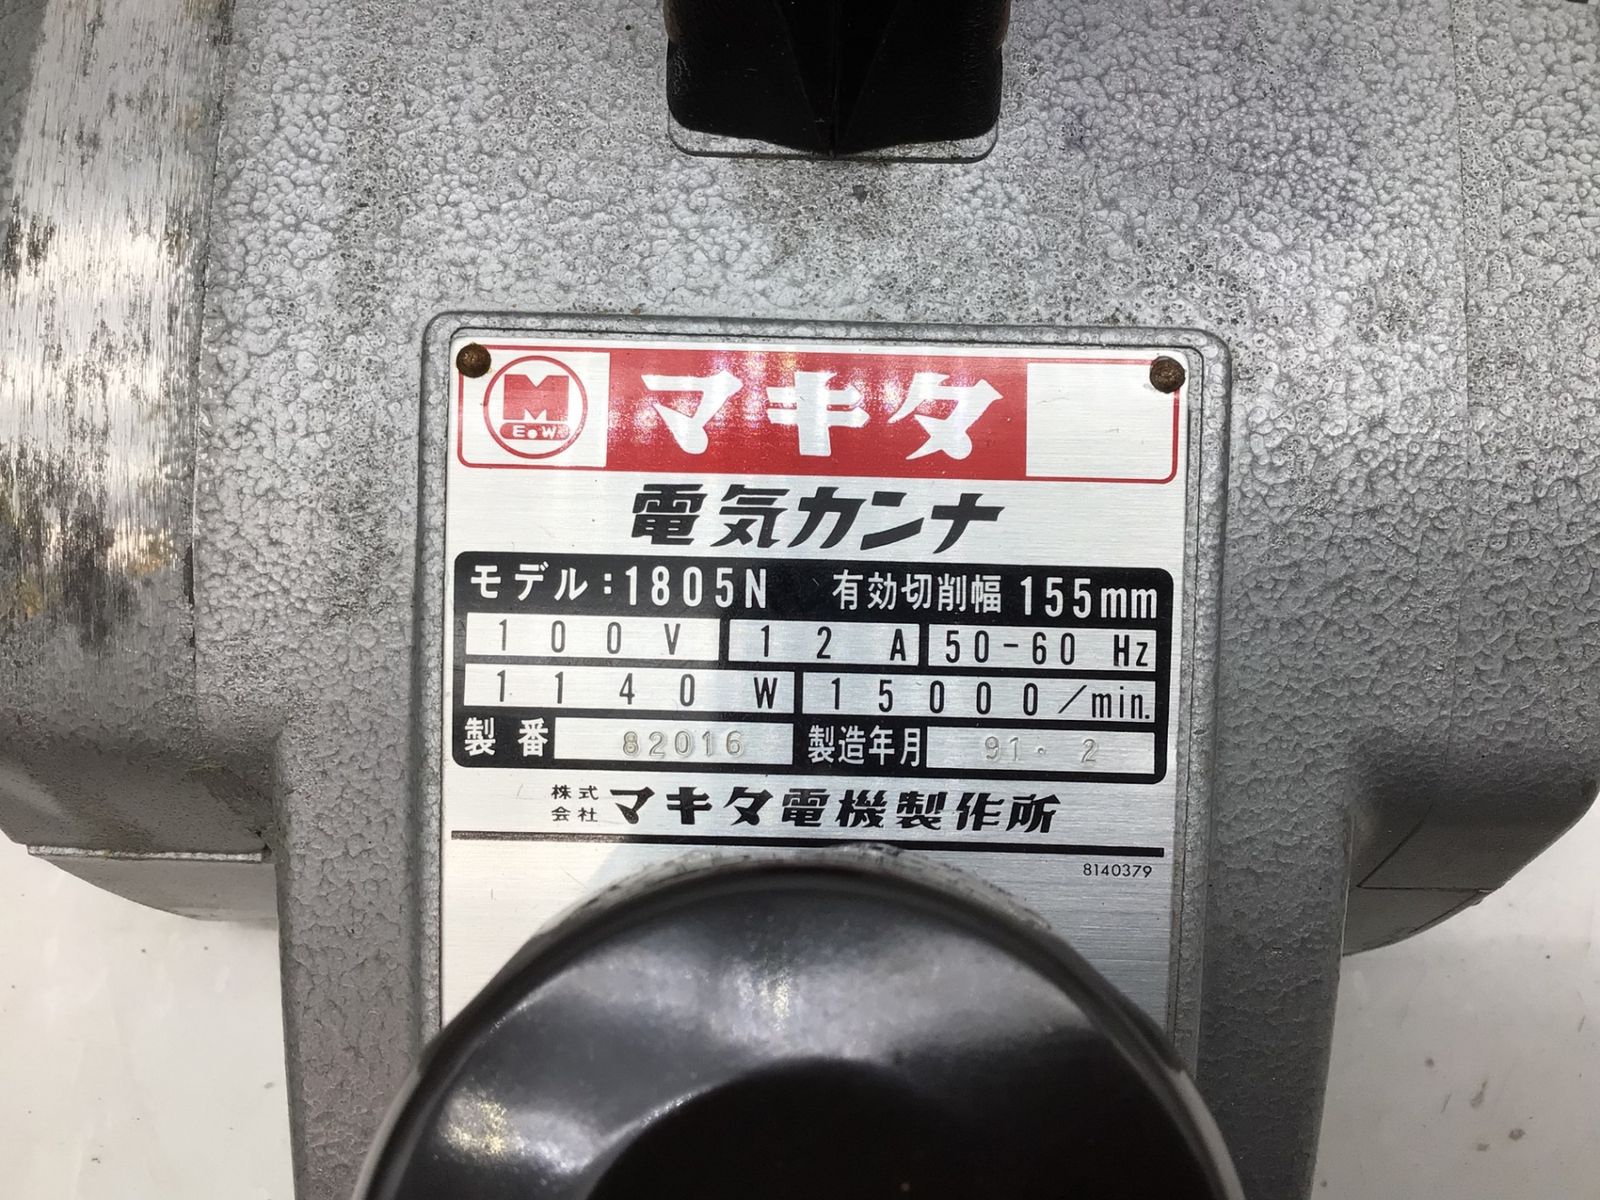 M
E.W
マキタ
電気カンナ
モデル:1805N 有効切削幅 155mm
100V 12A 50-60 Hz
1140W 15000/min.
製番 82016 製造年月 91・2
株式会社 マキタ電機製作所
8140379